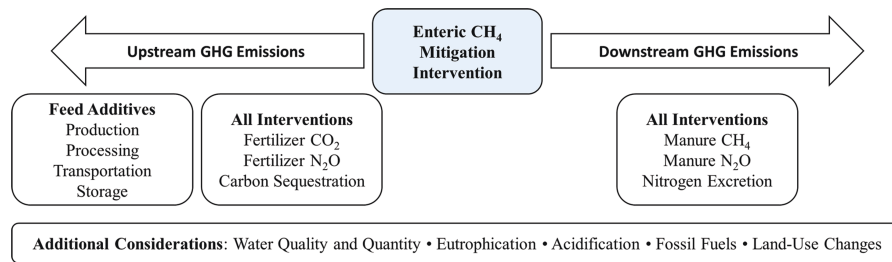 Enteric CH₄
Mitigation
Intervention
Upstream GHG Emissions
Downstream GHG Emissions
Feed Additives
Production
Processing
Transportation
Storage
All Interventions
Fertilizer CO₂
Fertilizer N₂O
Carbon Sequestration
All Interventions
Manure CH₄
Manure N₂O
Nitrogen Excretion
Additional Considerations: Water Quality and Quantity • Eutrophication • Acidification • Fossil Fuels • Land-Use Changes